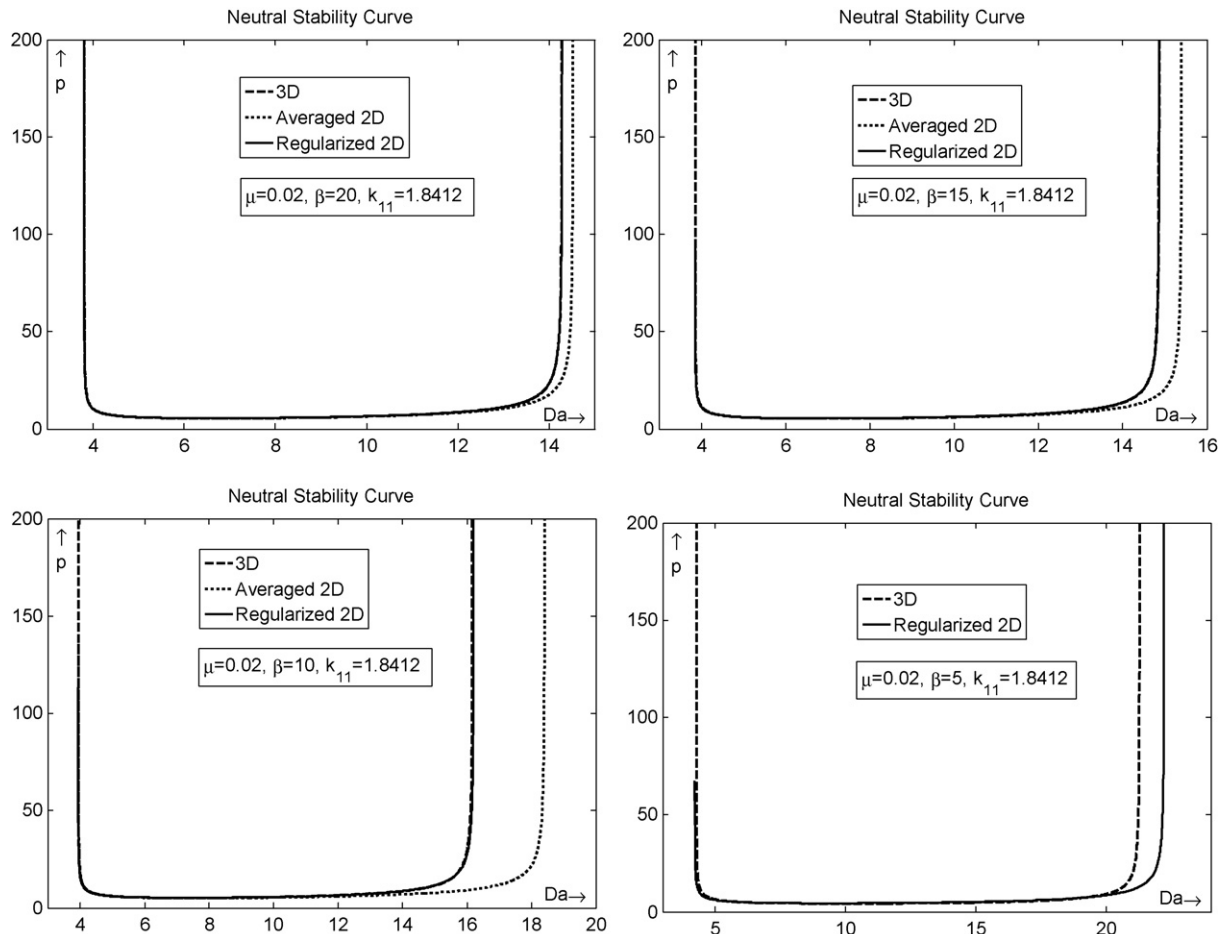 Neutral Stability Curve
200
↑
p
150
100
50
0
3D
Averaged 2D
Regularized 2D
μ=0.02, β=20, k_11=1.8412
Da→
4 6 8 10 12 14
Neutral Stability Curve
200
↑
p
150
100
50
0
3D
Averaged 2D
Regularized 2D
μ=0.02, β=15, k_11=1.8412
Da→
4 6 8 10 12 14 16
Neutral Stability Curve
200
↑
p
150
100
50
0
3D
Averaged 2D
Regularized 2D
μ=0.02, β=10, k_11=1.8412
Da→
4 6 8 10 12 14 16 18 20
Neutral Stability Curve
200
↑
p
150
100
50
0
3D
Regularized 2D
μ=0.02, β=5, k_11=1.8412
Da→
5 10 15 20